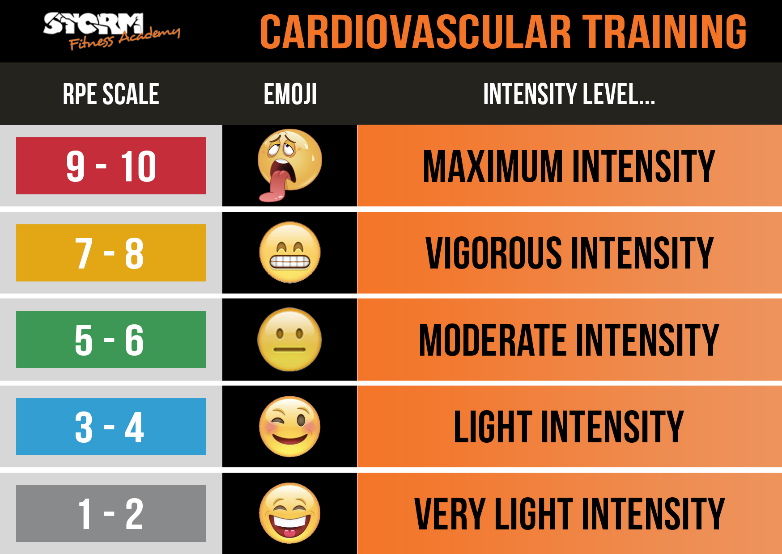 STORM
Fitness Academy
CARDIOVASCULAR TRAINING
RPE SCALE EMOJI INTENSITY LEVEL...
9 - 10 MAXIMUM INTENSITY
7 - 8 VIGOROUS INTENSITY
5 - 6 MODERATE INTENSITY
3 - 4 LIGHT INTENSITY
1 - 2 VERY LIGHT INTENSITY